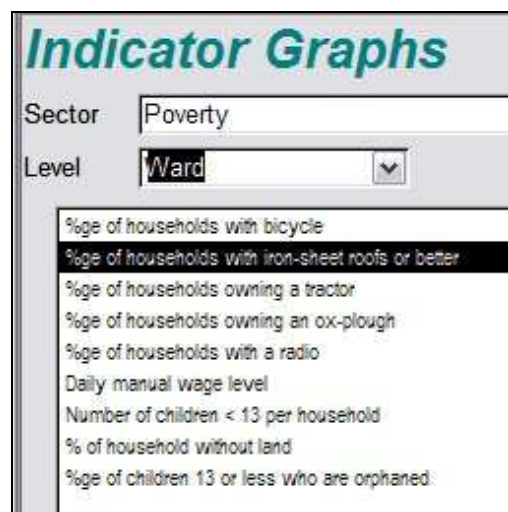 Indicator Graphs
Sector Poverty
Level Ward
%ge of households with bicycle
%ge of households with iron-sheet roofs or better
%ge of households owning a tractor
%ge of households owning an ox-plough
%ge of households with a radio
Daily manual wage level
Number of children < 13 per household
% of household without land
%ge of children 13 or less who are orphaned